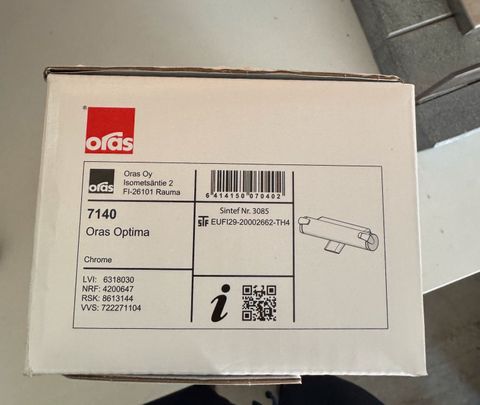 oras
oras
Oras Oy
Isometsäntie 2
FI-26101 Rauma
6 414150 070402
7140
Oras Optima
Sintef Nr. 3085
STF EUFI29-20002662-TH4
Chrome
LVI: 6318030
NRF: 4200647
RSK: 8613144
VVS: 722271104
i